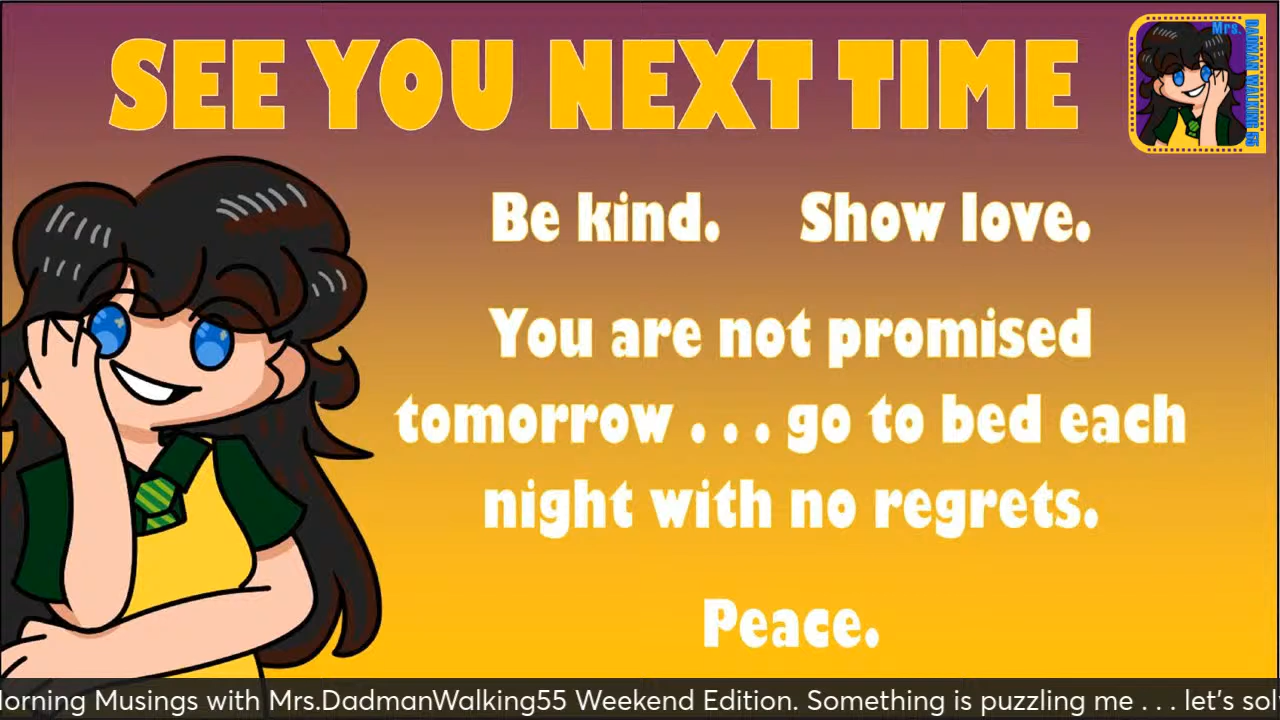 SEE YOU NEXT TIME
Mrs.
DADMAN WALKING 55
Be kind. Show love.
You are not promised
tomorrow . . . go to bed each
night with no regrets.
Peace.
orning Musings with Mrs.DadmanWalking55 Weekend Edition. Something is puzzling me . . . let's sol